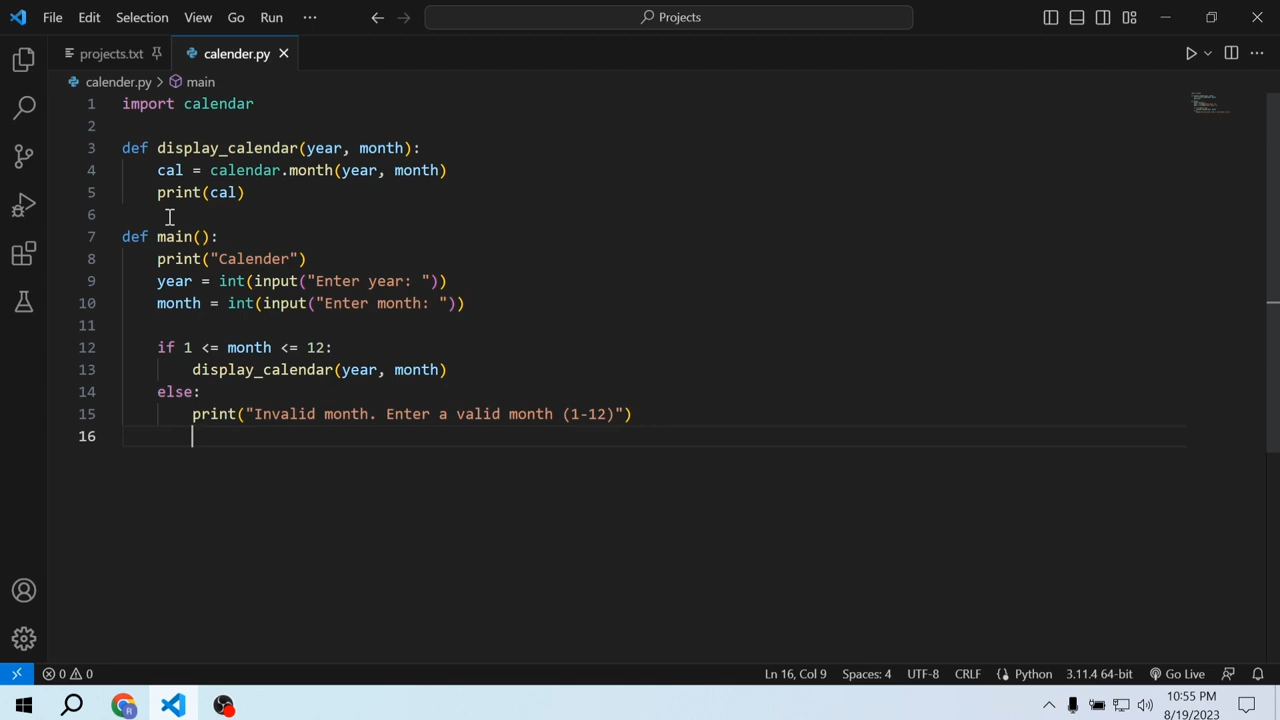 File Edit Selection View Go Run ··· Projects
projects.txt calender.py
calender.py > main
1 import calendar
2
3 def display_calendar(year, month):
4     cal = calendar.month(year, month)
5     print(cal)
6
7 def main():
8     print("Calender")
9     year = int(input("Enter year: "))
10     month = int(input("Enter month: "))
11
12     if 1 <= month <= 12:
13         display_calendar(year, month)
14     else:
15         print("Invalid month. Enter a valid month (1-12)")
16
0 0 Ln 16, Col 9 Spaces: 4 UTF-8 CRLF Python 3.11.4 64-bit Go Live
10:55 PM
8/19/2023